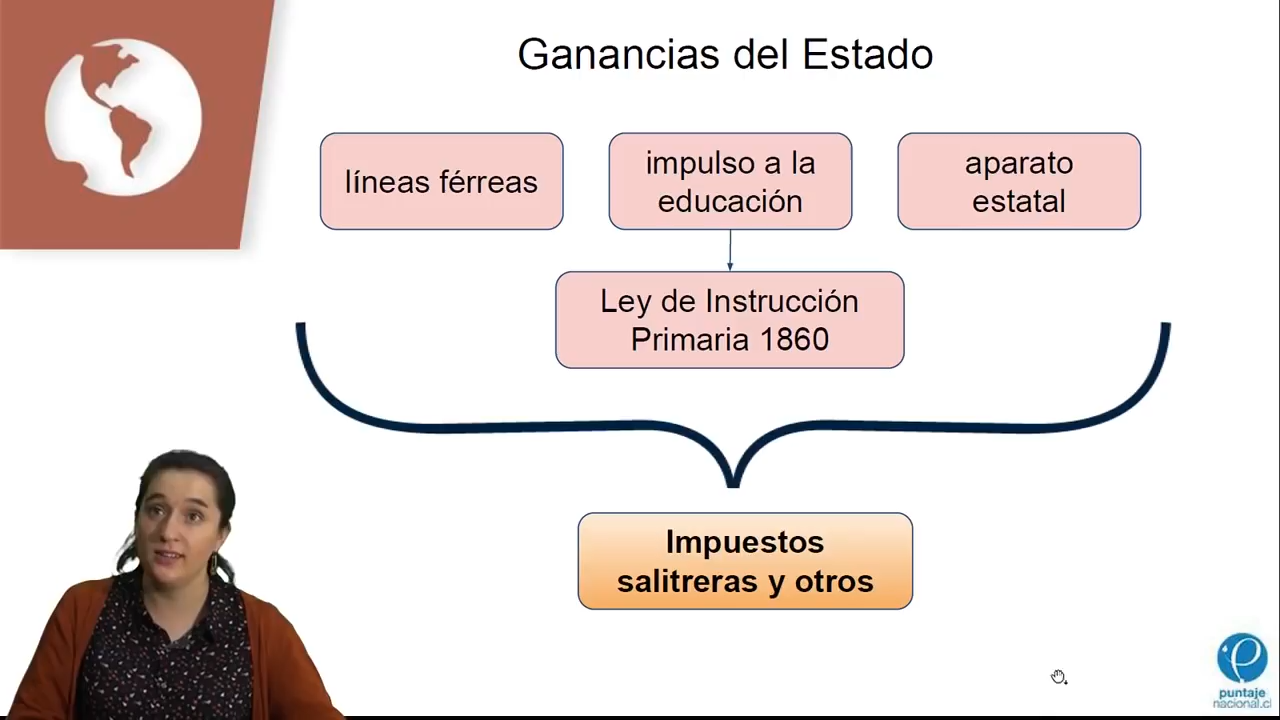 Ganancias del Estado
líneas férreas
impulso a la
educación
aparato
estatal
Ley de Instrucción
Primaria 1860
Impuestos
salitreras y otros
puntaje
nacional.cl